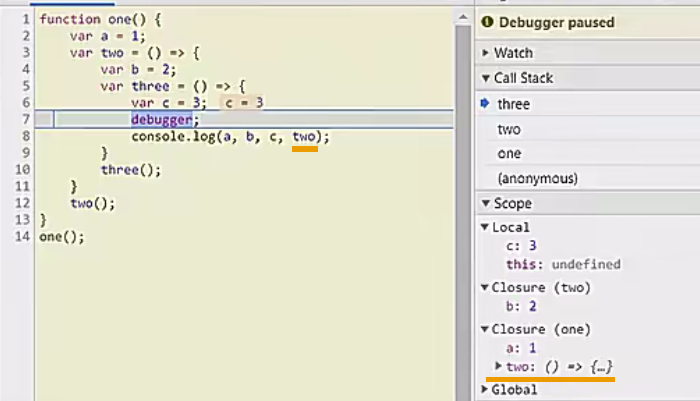 1 function one() {
2 var a = 1;
3 var two = () => {
4 var b = 2;
5 var three = () => {
6 var c = 3; c = 3
7 debugger;
8 console.log(a, b, c, two);
9 }
10 three();
11 }
12 two();
13 }
14 one();
Debugger paused
Watch
Call Stack
three
two
one
(anonymous)
Scope
Local
c: 3
this: undefined
Closure (two)
b: 2
Closure (one)
a: 1
two: () => {…}
Global